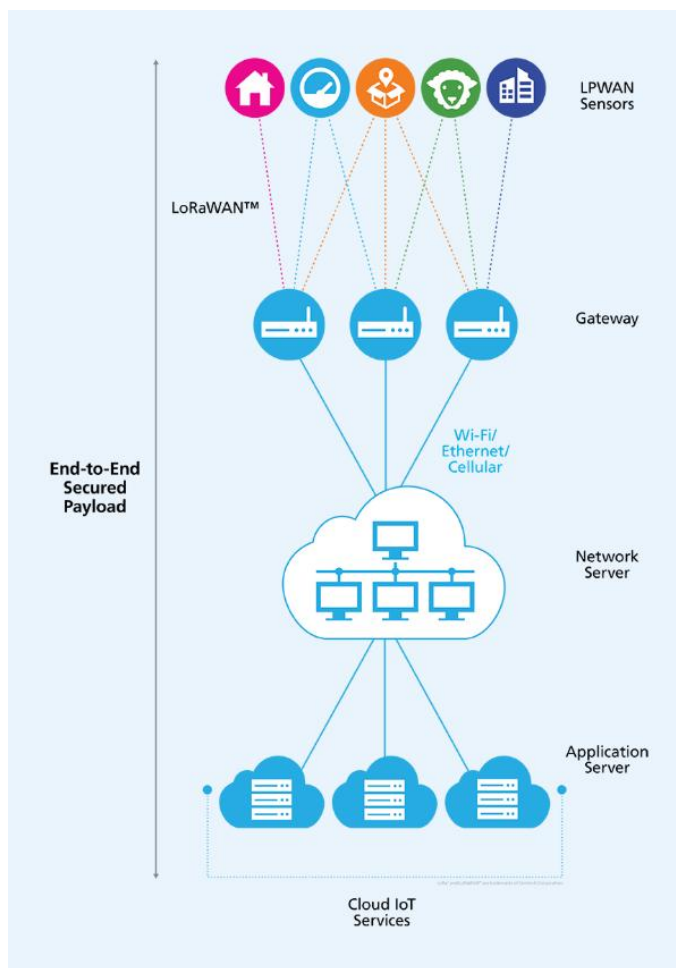 LPWAN
Sensors
LoRaWAN™
Gateway
Wi-Fi/
Ethernet/
Cellular
End-to-End
Secured
Payload
Network
Server
Application
Server
Cloud IoT
Services